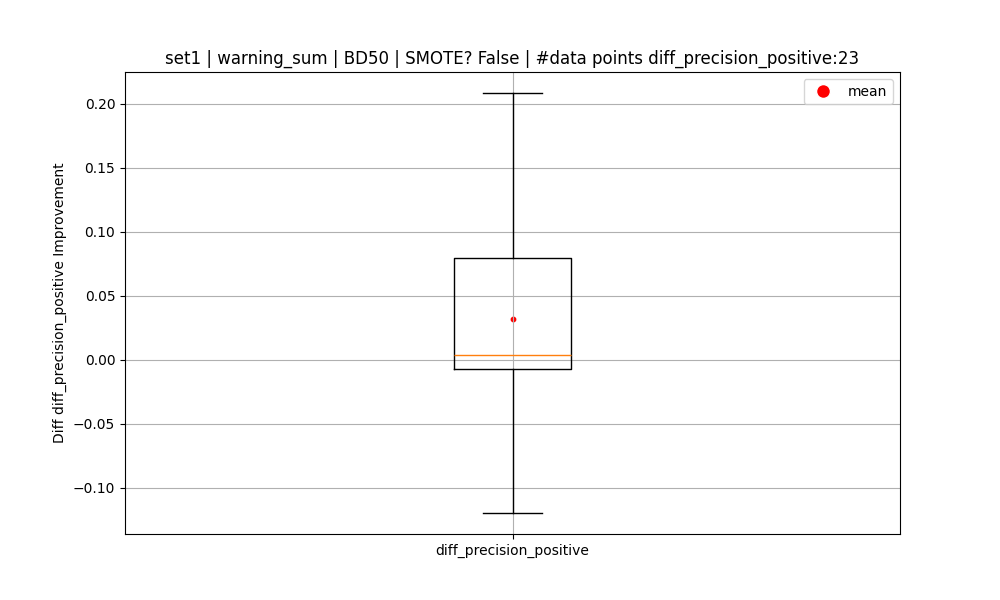 set1 | warning_sum | BD50 | SMOTE? False | #data points diff_precision_positive:23
mean
0.20
0.15
0.10
0.05
0.00
−0.05
−0.10
Diff diff_precision_positive Improvement
diff_precision_positive